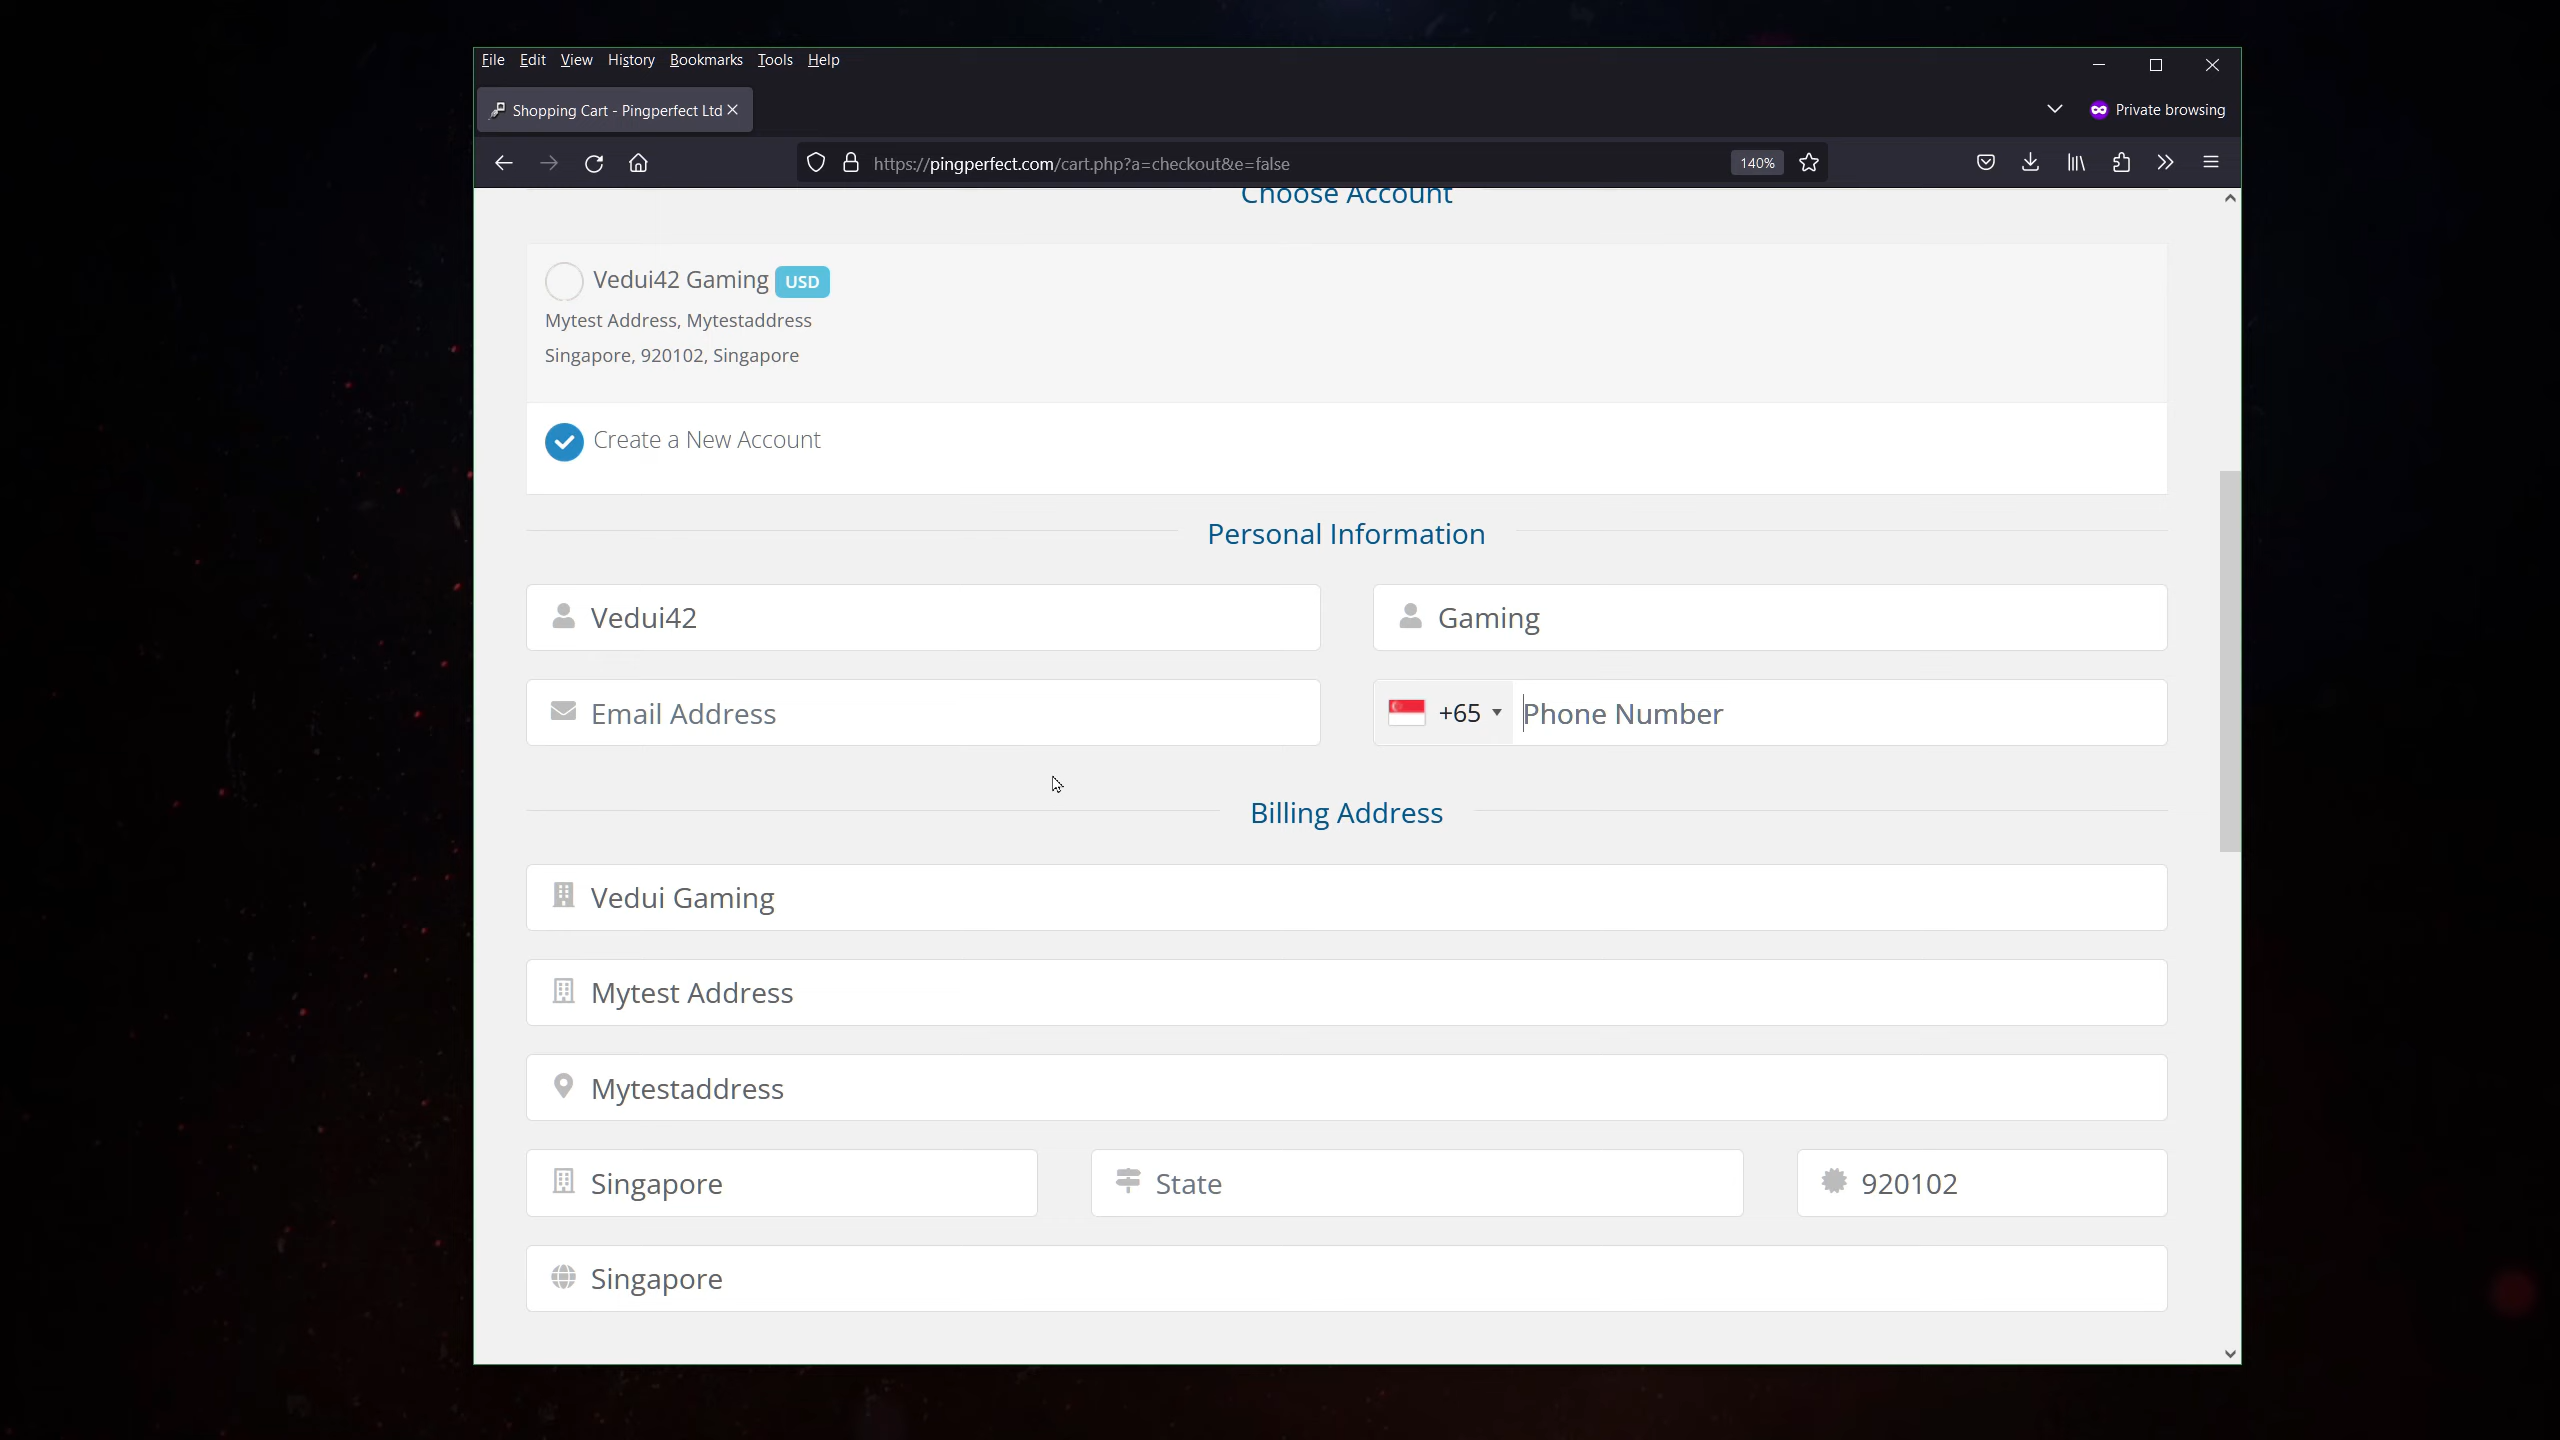 File Edit View History Bookmarks Tools Help
Shopping Cart - Pingperfect Ltd
Private browsing
https://pingperfect.com/cart.php?a=checkout&e=false
140%
Choose Account
Vedui42 Gaming USD
Mytest Address, Mytestaddress
Singapore, 920102, Singapore
Create a New Account
Personal Information
Vedui42
Gaming
Email Address
+65
Phone Number
Billing Address
Vedui Gaming
Mytest Address
Mytestaddress
Singapore
State
920102
Singapore